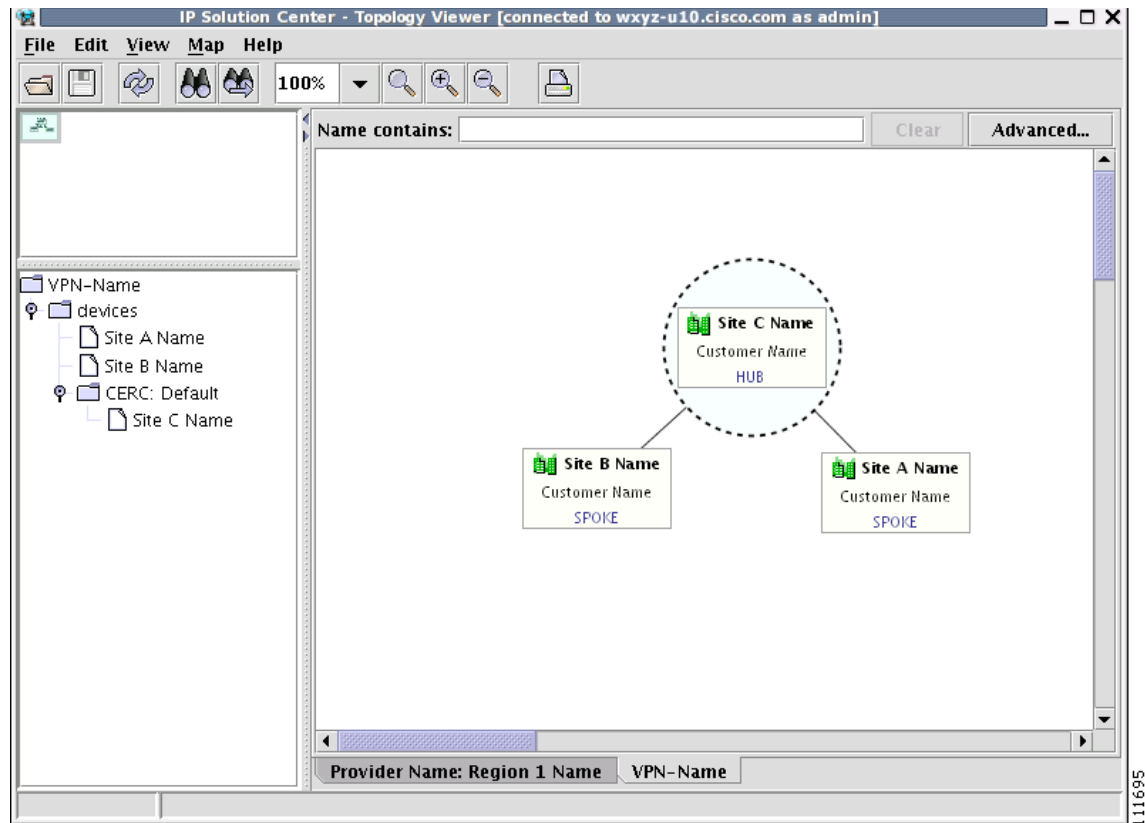 IP Solution Center - Topology Viewer [connected to wxyz-u10.cisco.com as admin]
File Edit View Map Help
100%
Name contains: Clear Advanced...
VPN-Name
devices
Site A Name
Site B Name
CERC: Default
Site C Name
Site C Name
Customer Name
HUB
Site B Name
Customer Name
SPOKE
Site A Name
Customer Name
SPOKE
Provider Name: Region 1 Name VPN-Name
111695